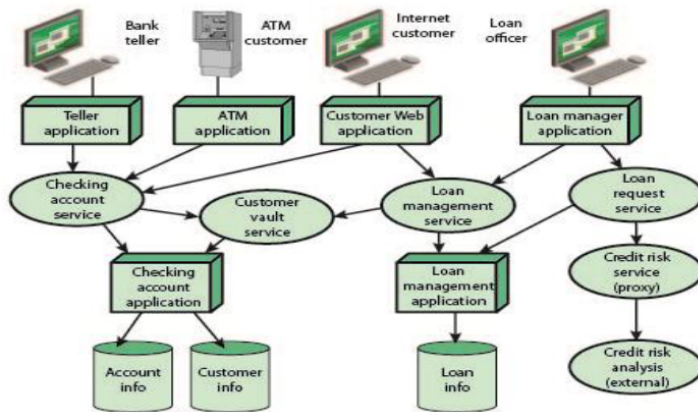 Bank
teller
ATM
customer
Internet
customer
Loan
officer
Teller
application
ATM
application
Customer Web
application
Loan manager
application
Checking
account
service
Customer
vault
service
Loan
management
service
Loan
request
service
Checking
account
application
Loan
management
application
Credit risk
service
(proxy)
Account
info
Customer
info
Loan
info
Credit risk
analysis
(external)